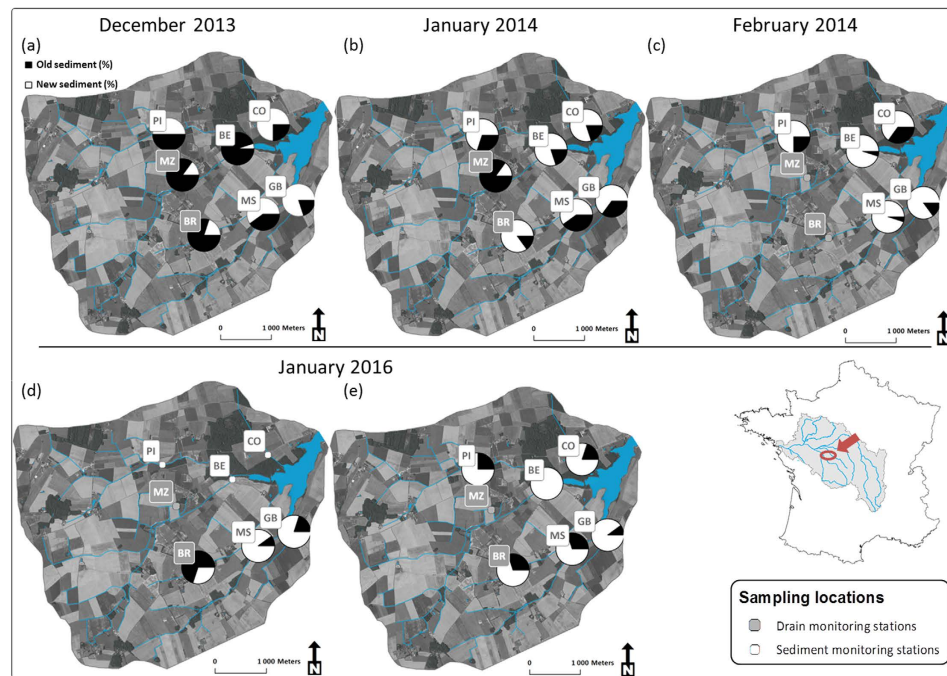 December 2013
January 2014
February 2014
(a)
(b)
(c)
Old sediment (%)
New sediment (%)
PI
CO
BE
MZ
GB
MS
BR
0 1 000 Meters
N
PI
CO
BE
MZ
GB
MS
BR
0 1 000 Meters
N
PI
CO
BE
MZ
GB
MS
BR
0 1 000 Meters
N
January 2016
(d)
(e)
PI
CO
BE
MZ
GB
MS
BR
0 1 000 Meters
N
PI
CO
BE
MZ
GB
MS
BR
0 1 000 Meters
N
Sampling locations
Drain monitoring stations
Sediment monitoring stations